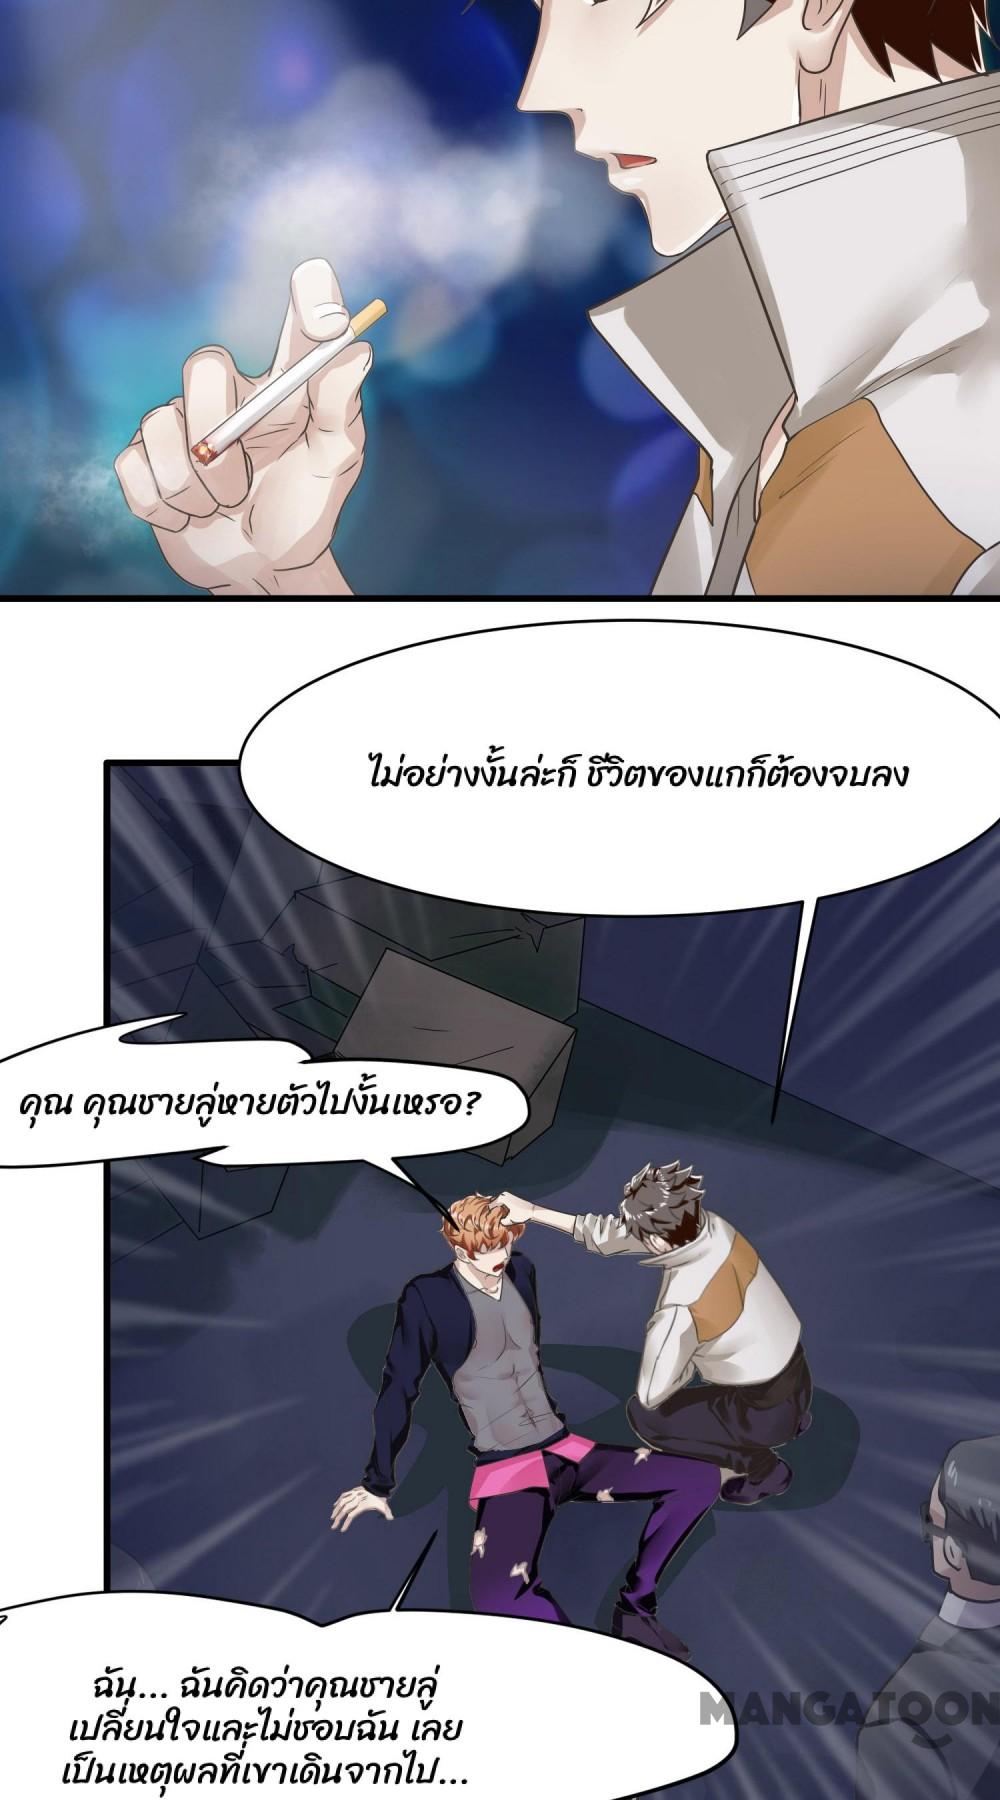 ไม่อย่างงั้นล่ะก็ ชีวิตของแกก็ต้องจบลง
คุณ คุณชายลู่หายตัวไปงั้นเหรอ?
ฉัน... ฉันคิดว่าคุณชายลู่
เปลี่ยนใจและไม่ชอบฉัน เลย
เป็นเหตุผลที่เขาเดินจากไป...
MANGATOON